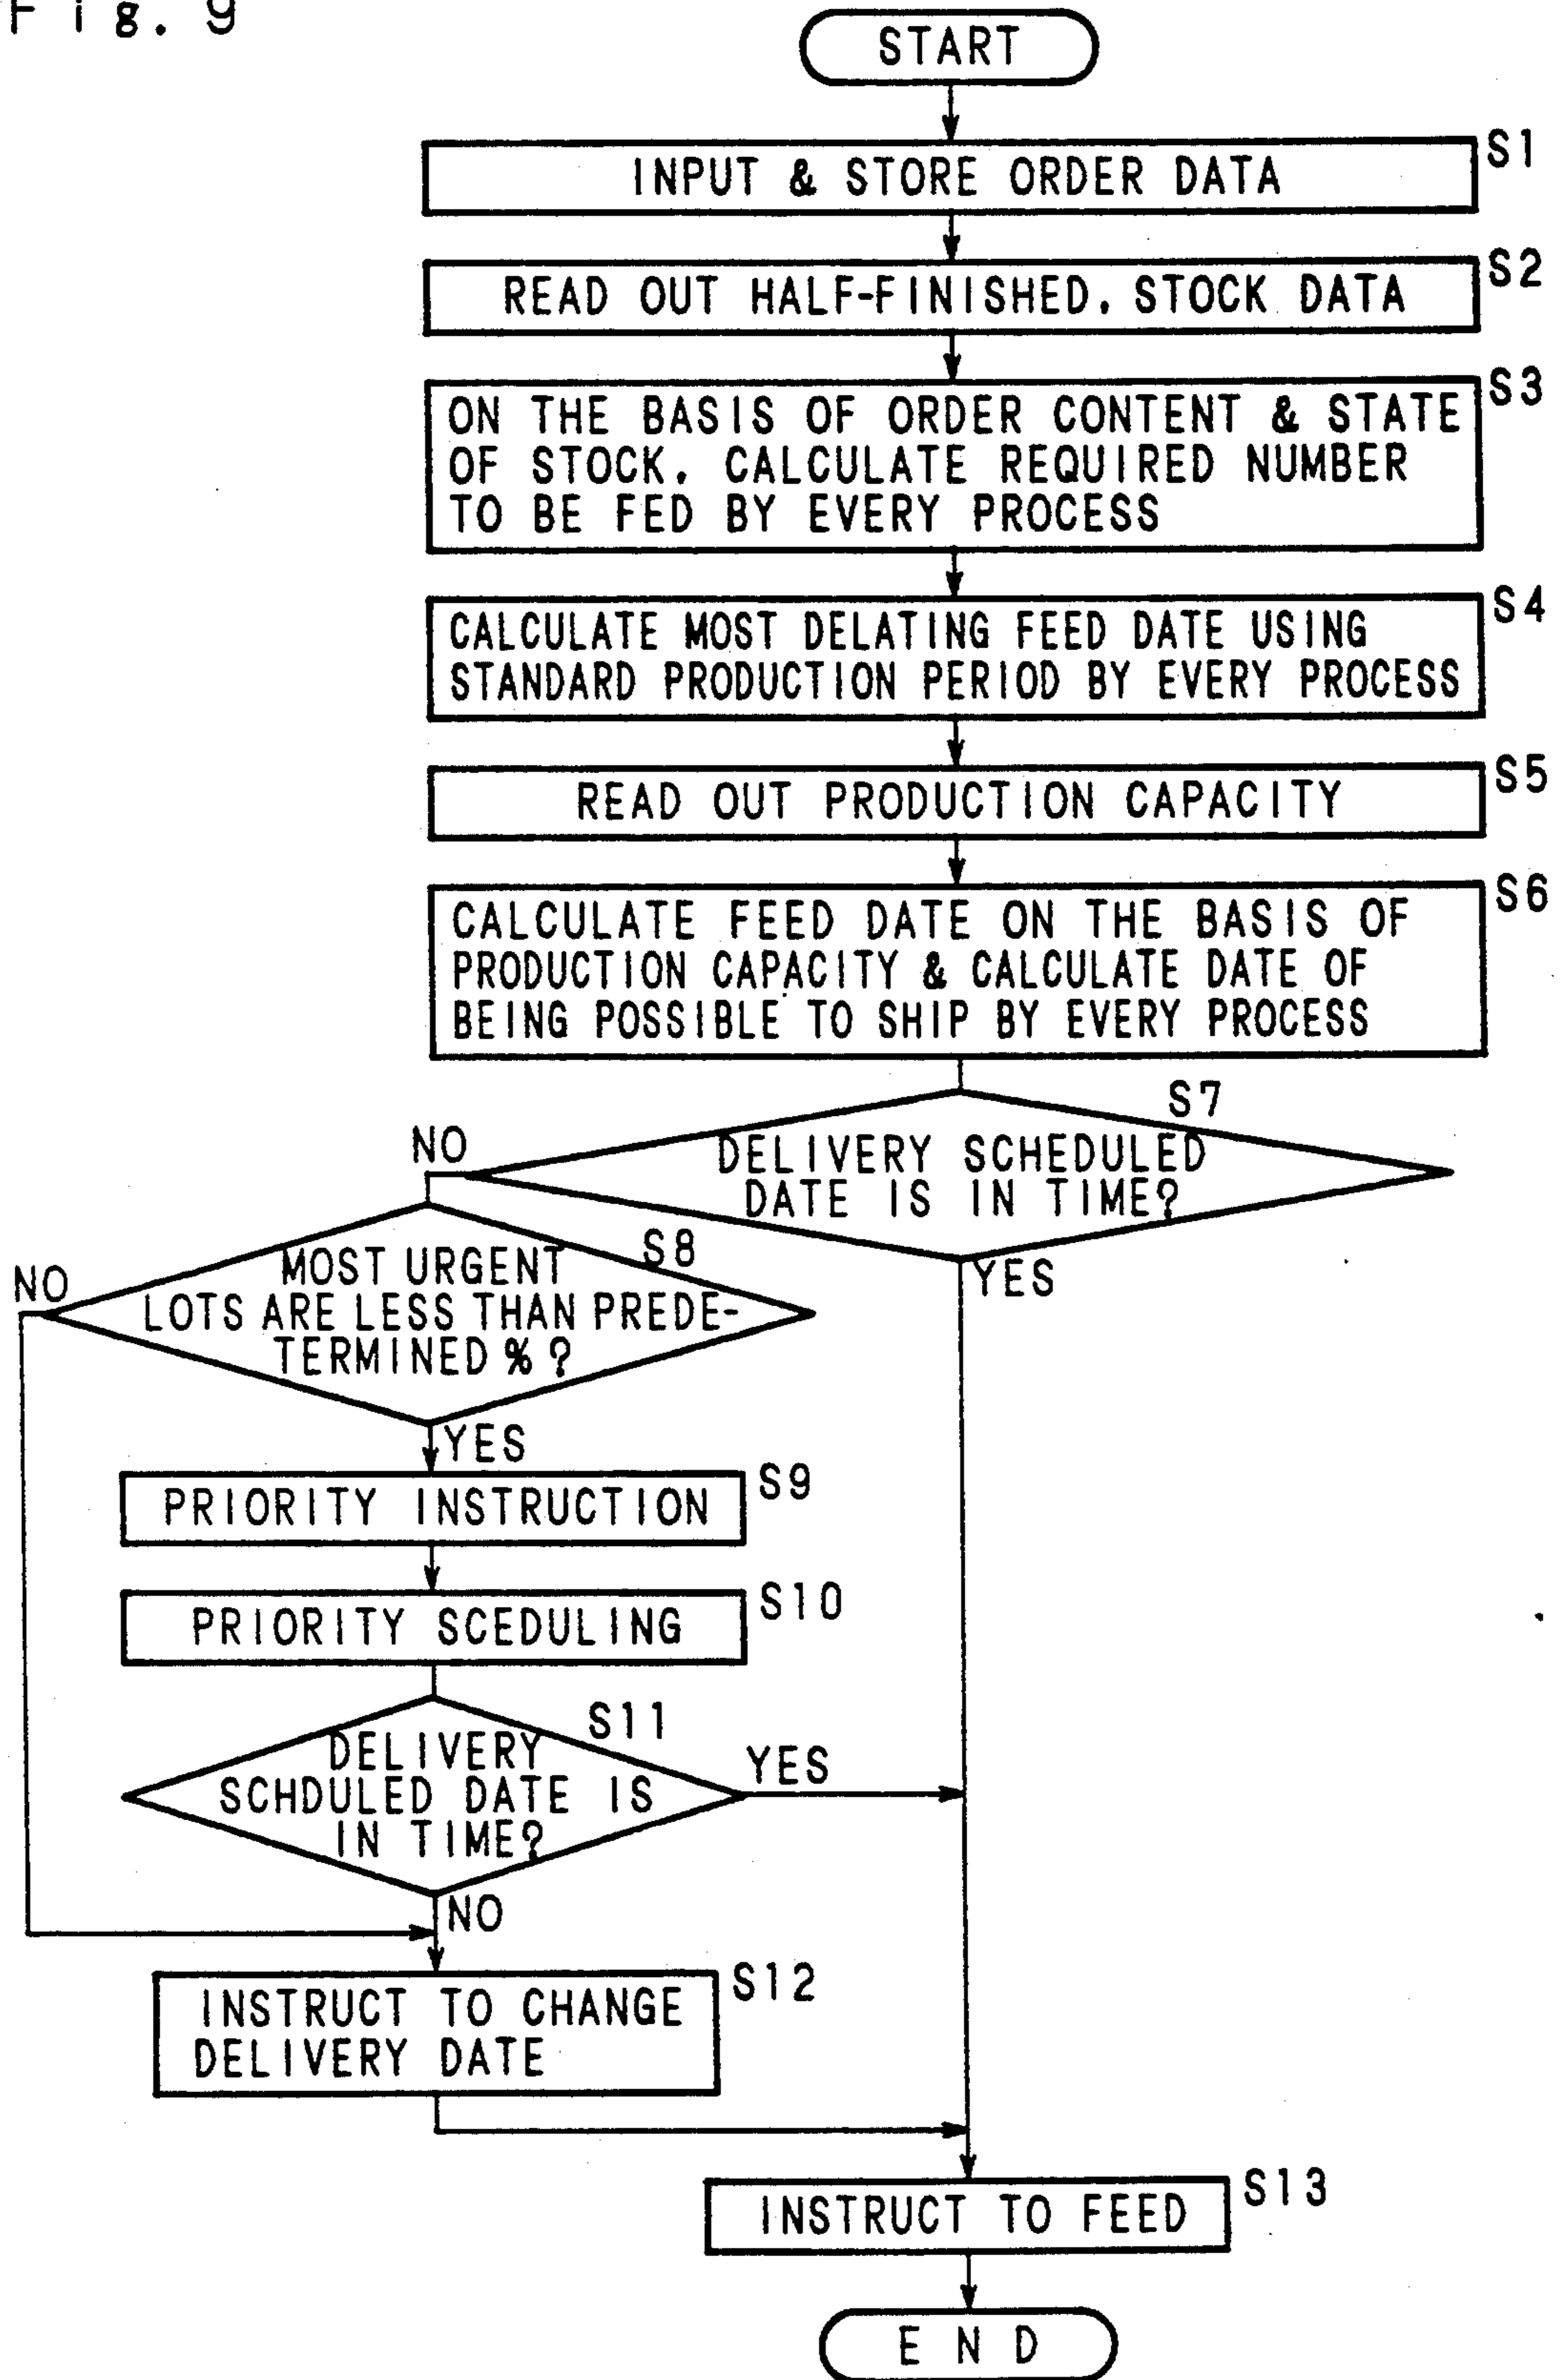 Fig. 9
START
S1
INPUT & STORE ORDER DATA
S2
READ OUT HALF-FINISHED. STOCK DATA
S3
ON THE BASIS OF ORDER CONTENT & STATE
OF STOCK. CALCULATE REQUIRED NUMBER
TO BE FED BY EVERY PROCESS
S4
CALCULATE MOST DELATING FEED DATE USING
STANDARD PRODUCTION PERIOD BY EVERY PROCESS
S5
READ OUT PRODUCTION CAPACITY
S6
CALCULATE FEED DATE ON THE BASIS OF
PRODUCTION CAPACITY & CALCULATE DATE OF
BEING POSSIBLE TO SHIP BY EVERY PROCESS
S7
NO
DELIVERY SCHEDULED
DATE IS IN TIME?
YES
S8
NO
MOST URGENT
LOTS ARE LESS THAN PREDE-
TERMINED % ?
YES
S9
PRIORITY INSTRUCTION
S10
PRIORITY SCEDULING
S11
DELIVERY
SCHDULED DATE IS
IN TIME?
YES
NO
S12
INSTRUCT TO CHANGE
DELIVERY DATE
S13
INSTRUCT TO FEED
END